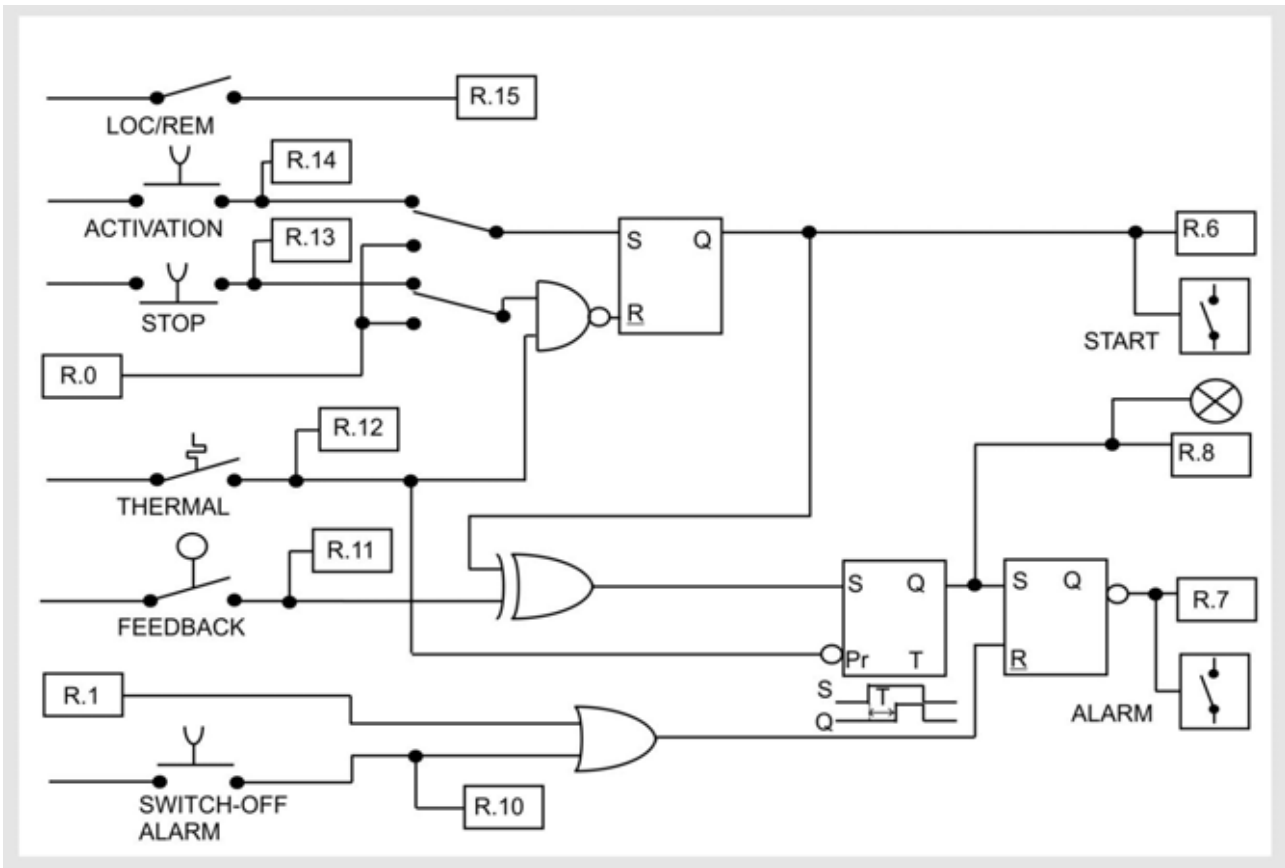 R.15
LOC/REM
R.14
ACTIVATION
R.13
S Q
R.6
STOP
R
START
R.0
R.12
R.8
THERMAL
R.11
FEEDBACK
S Q
S Q
R.7
Pr T
R
R.1
S
T
Q
ALARM
SWITCH-OFF
ALARM
R.10